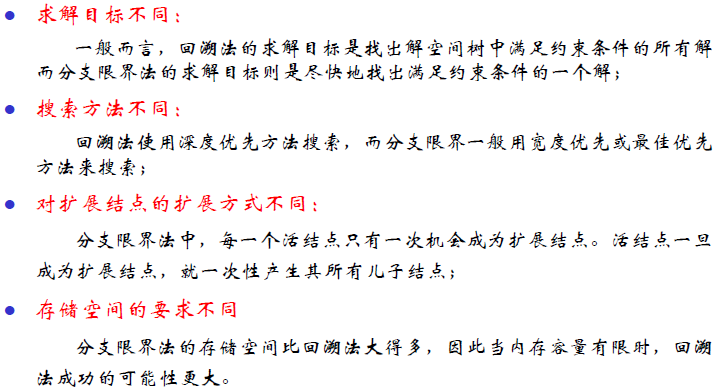 ● 求解目标不同：
一般而言，回溯法的求解目标是找出解空间树中满足约束条件的所有解
而分支限界法的求解目标则是尽快地找出满足约束条件的一个解；
● 搜索方法不同：
回溯法使用深度优先方法搜索，而分支限界一般用宽度优先或最佳优先
方法来搜索；
● 对扩展结点的扩展方式不同：
分支限界法中，每一个活结点只有一次机会成为扩展结点。活结点一旦
成为扩展结点，就一次性产生其所有儿子结点；
● 存储空间的要求不同
分支限界法的存储空间比回溯法大得多，因此当内存容量有限时，回溯
法成功的可能性更大。